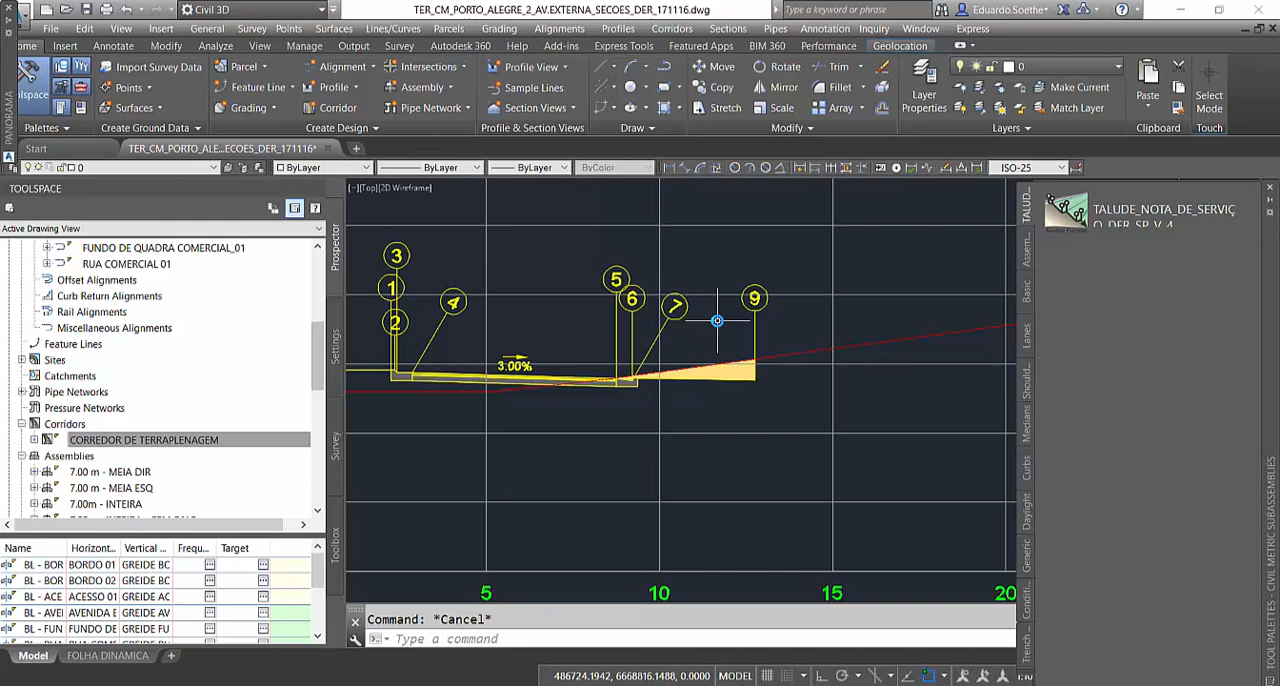 Civil 3D
TER_CM_PORTO_ALEGRE_2_AV.EXTERNA_SECOES_DER_171116.dwg
Type a keyword or phrase
Eduardo.Soethe
File Edit View Insert General Survey Points Surfaces Lines/Curves Parcels Grading Alignments Profiles Corridors Sections Pipes Annotation Inquiry Window Express
ome Insert Annotate Modify Analyze View Manage Output Survey Autodesk 360 Help Add-ins Express Tools Featured Apps BIM 360 Performance Geolocation
Import Survey Data
Parcel
Alignment
Intersections
Profile View
Move
Rotate
Trim
0
Points
Feature Line
Profile
Assembly
Sample Lines
Copy
Mirror
Fillet
Make Current
olspace
Surfaces
Grading
Corridor
Pipe Network
Section Views
Stretch
Scale
Array
Layer
Properties
Match Layer
Paste
Select
Mode
Palettes
Create Ground Data
Create Design
Profile & Section Views
Draw
Modify
Layers
Clipboard
Touch
PANORAMA
Start
TER_CM_PORTO_ALE...ECOES_DER_171116*
0
ByLayer
ByLayer
ByLayer
ByColor
ISO-25
TOOLSPACE
Active Drawing View
FUNDO DE QUADRA COMERCIAL_01
RUA COMERCIAL 01
Offset Alignments
Curb Return Alignments
Rail Alignments
Miscellaneous Alignments
Feature Lines
Sites
Catchments
Pipe Networks
Pressure Networks
Corridors
CORREDOR DE TERRAPLENAGEM
Assemblies
7.00 m - MEIA DIR
7.00 m - MEIA ESQ
7.00m - INTEIRA
Name Horizont... Vertical ... Frequ... Target
BL - BOR BORDO 01 GREIDE BC
BL - BOR BORDO 02 GREIDE BC
BL - ACE ACESSO 01 GREIDE AC
BL - AVE AVENIDA E GREIDE AV
BL - FUN FUNDO DE GREIDE FU
Prospector
Settings
Survey
Toolbox
[−][Top][2D Wireframe]
3
1
2
4
5
6
7
9
3.00%
5 10 15 20
Command: *Cancel*
Type a command
TALUD...
Assem...
Basic
Lanes
Should...
Medians
Curbs
Daylight
Generic
Conditi...
Trench ...
TALUDE_NOTA_DE_SERVIÇ
O_DER_SP_V_4
TOOL PALETTES - CIVIL METRIC SUBASSEMBLIES
Model FOLHA DINAMICA
486724.1942, 6668816.1488, 0.0000 MODEL